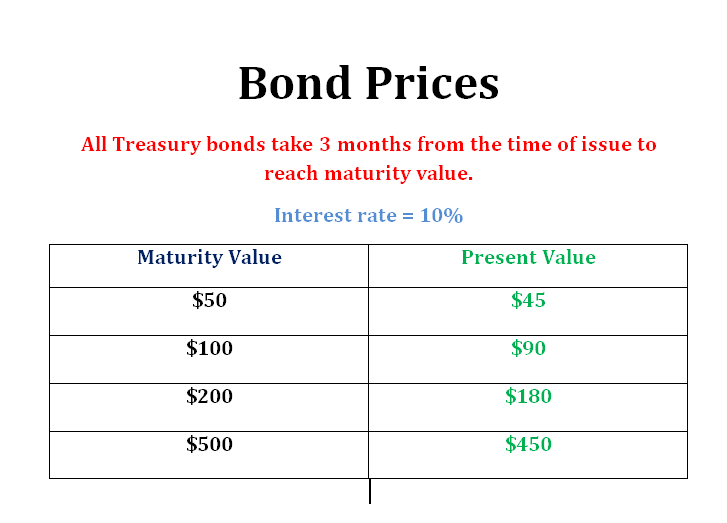 Bond Prices
All Treasury bonds take 3 months from the time of issue to
reach maturity value.
Interest rate = 10%
Maturity Value Present Value
$50 $45
$100 $90
$200 $180
$500 $450